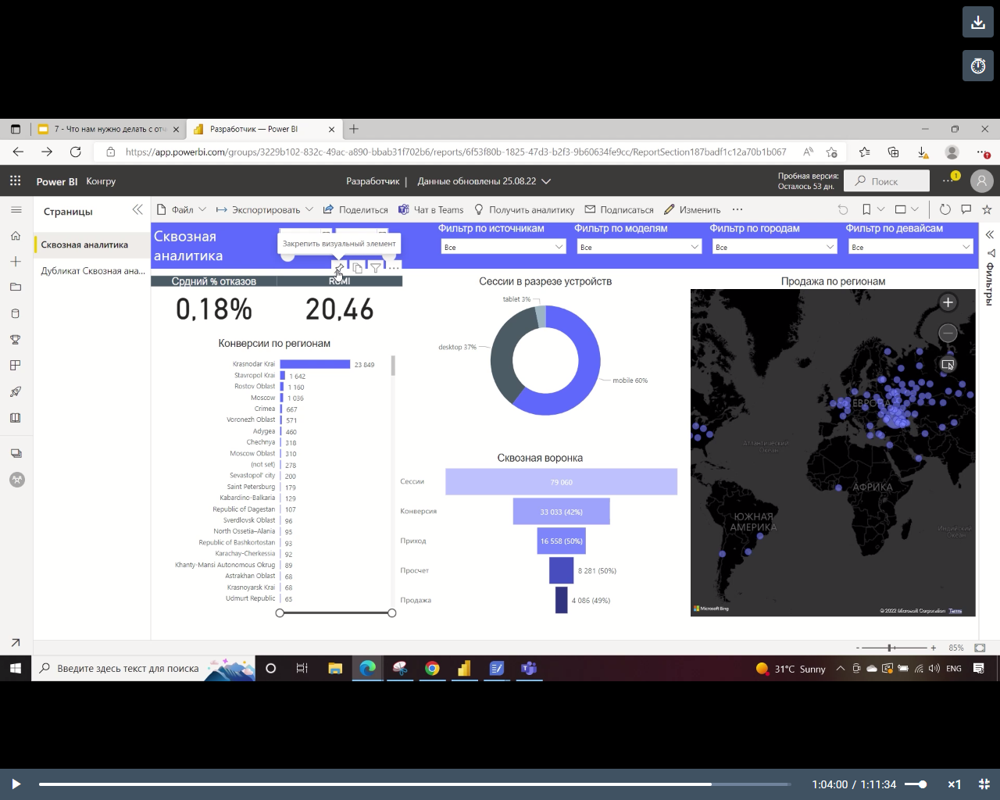 7 - Что нам нужно делать с отч
Разработчик — Power BI
https://app.powerbi.com/groups/3229b102-832c-49ac-a890-bbab31f702b6/reports/6f53f80b-1825-47d3-b2f3-9b60634fe9cc/ReportSection187badf1c12a70b1b067
Power BI Конгру
Разработчик | Данные обновлены 25.08.22
Пробная версия:
Осталось 53 дн.
Поиск
1
Страницы
Файл
Экспортировать
Поделиться
Чат в Teams
Получить аналитику
Подписаться
Изменить
Сквозная аналитика
Дубликат Сквозная ана...
Сквозная
аналитика
Закрепить визуальный элемент
Фильтр по источникам
Все
Фильтр по моделям
Все
Фильтр по городам
Все
Фильтр по девайсам
Все
Фильтры
Срдний % отказов
ROMI
0,18%
20,46
Конверсии по регионам
Krasnodar Krai 23 849
Stavropol Krai 1 642
Rostov Oblast 1 160
Moscow 1 036
Crimea 667
Voronezh Oblast 571
Adygea 460
Chechnya 318
Moscow Oblast 310
(not set) 278
Sevastopol' city 200
Saint Petersburg 179
Kabardino-Balkaria 129
Republic of Dagestan 107
Sverdlovsk Oblast 96
North Ossetia–Alania 95
Republic of Bashkortostan 93
Karachay-Cherkessia 92
Khanty-Mansi Autonomous Okrug 89
Astrakhan Oblast 68
Krasnoyarsk Krai 68
Udmurt Republic 65
Сессии в разрезе устройств
tablet 3%
desktop 37%
mobile 60%
Сквозная воронка
Сессии 79 060
Конверсия 33 033 (42%)
Приход 16 558 (50%)
Просчет 8 281 (50%)
Продажа 4 086 (49%)
Продажа по регионам
ЕВРОПА
Атлантический
Океан
АФРИКА
ЮЖНАЯ
АМЕРИКА
Индийский
Океан
Microsoft Bing
© 2022 Microsoft Corporation Terms
- + 85%
Введите здесь текст для поиска
31°C Sunny
ENG
1:04:00 / 1:11:34
×1